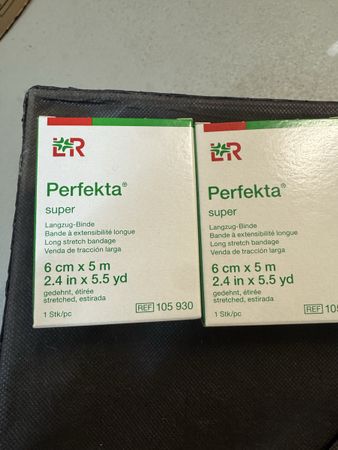 L R
Perfekta®
super
Langzug-Binde
Bande à extensibilité longue
Long stretch bandage
Venda de tracción larga
6 cm x 5 m
2.4 in x 5.5 yd
gedehnt, étirée
stretched, estirada
REF 105 930
1 Stk/pc
L R
Perfekta®
super
Langzug-Binde
Bande à extensibilité longue
Long stretch bandage
Venda de tracción larga
6 cm x 5 m
2.4 in x 5.5 yd
gedehnt, étirée
stretched, estirada
REF 105
1 Stk/pc